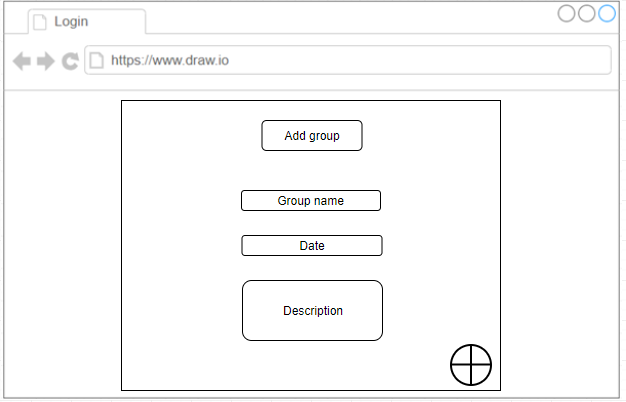 Login
https://www.draw.io
Add group
Group name
Date
Description